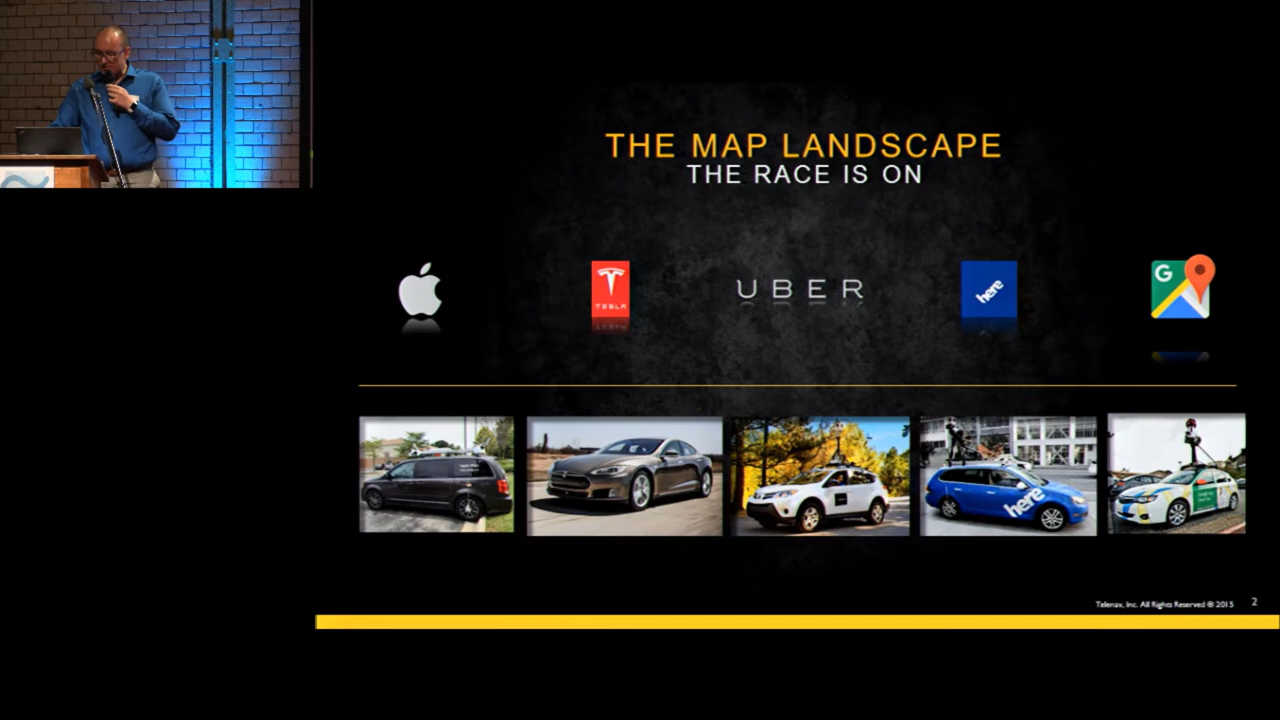 THE MAP LANDSCAPE
THE RACE IS ON
TESLA
UBER
here
G
here
Telenav, Inc. All Rights Reserved ® 2015
2